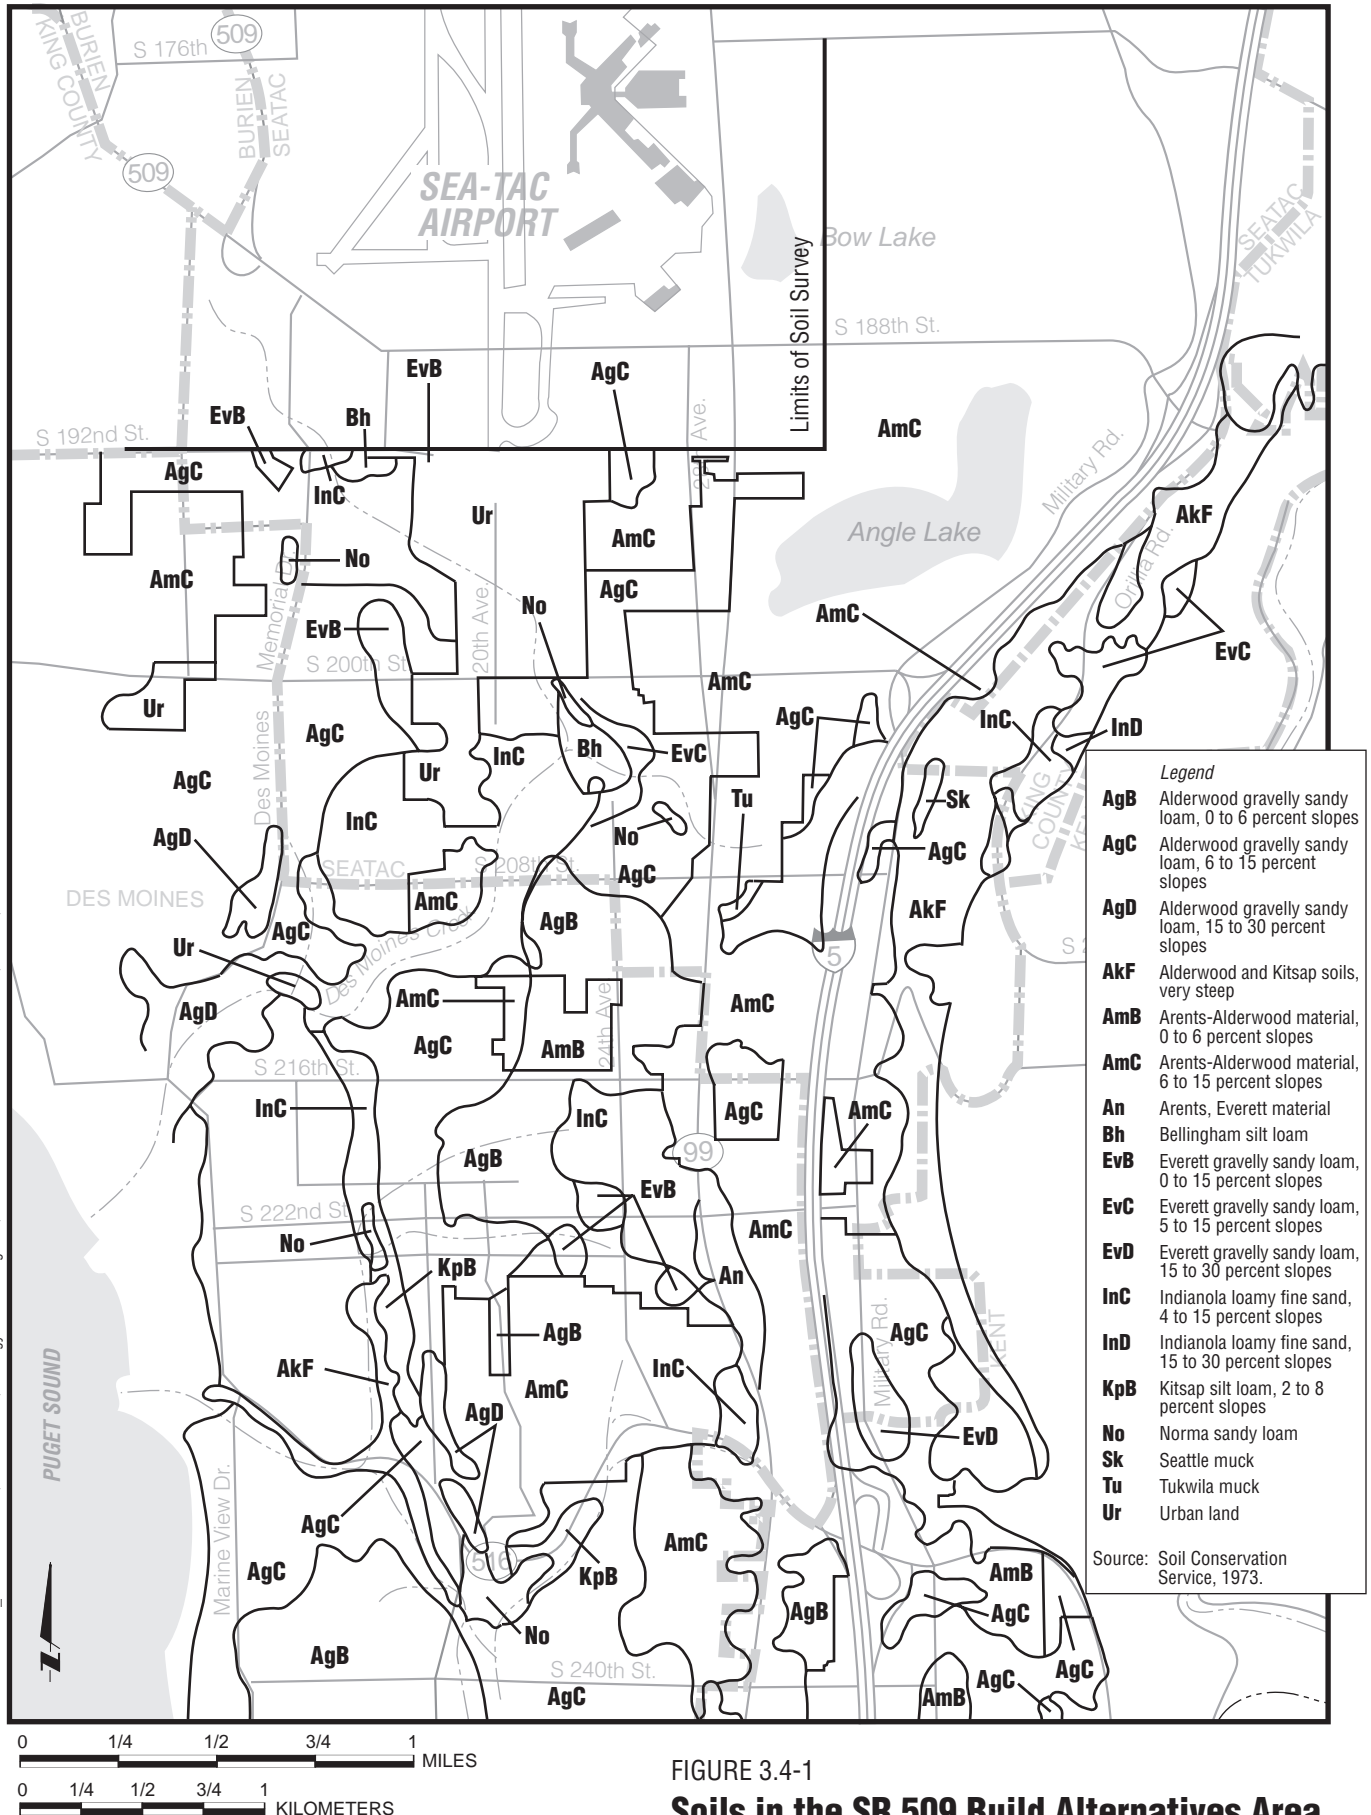 BURIEN
KING COUNTY
509
S 176th
BURIEN
SEATAC
509
SEA-TAC
AIRPORT
Bow Lake
SEATAC
TUKWILA
Limits of Soil Survey
S 188th St.
EvB
AgC
EvB
Bh
AmC
S 192nd St.
Ave.
Military Rd.
AgC
InC
Ur
AkF
AmC
Angle Lake
No
AmC
AgC
Orillia Rd.
No
AmC
EvB
Memorial Dr.
20th Ave.
EvC
S 200th St.
AmC
Ur
AgC
InC
InD
AgC
Des Moines
InC
Bh
EvC
AgC
Ur
Tu
Sk
KING
COUNTY
InC
No
AgD
AgC
SEATAC
S 208th St.
AgC
DES MOINES
AmC
AkF
AgC
AgB
Ur
Des Moines Creek
5
AgD
AmC
AmC
AgC
AmB
24th Ave.
S 216th St.
InC
InC
AgC
AmC
99
AgB
EvB
S 222nd St.
No
AmC
KpB
An
AgB
AgC
Military Rd.
KENT
PUGET SOUND
AkF
AmC
InC
AgD
EvD
AgC
Marine View Dr.
AmC
516
AgC
KpB
AmB
AgB
AgC
No
AgB
S 240th St.
AgC
AgC
AgC
AmB
Legend
AgB Alderwood gravelly sandy
loam, 0 to 6 percent slopes
AgC Alderwood gravelly sandy
loam, 6 to 15 percent
slopes
AgD Alderwood gravelly sandy
loam, 15 to 30 percent
slopes
AkF Alderwood and Kitsap soils,
very steep
AmB Arents-Alderwood material,
0 to 6 percent slopes
AmC Arents-Alderwood material,
6 to 15 percent slopes
An Arents, Everett material
Bh Bellingham silt loam
EvB Everett gravelly sandy loam,
0 to 15 percent slopes
EvC Everett gravelly sandy loam,
5 to 15 percent slopes
EvD Everett gravelly sandy loam,
15 to 30 percent slopes
InC Indianola loamy fine sand,
4 to 15 percent slopes
InD Indianola loamy fine sand,
15 to 30 percent slopes
KpB Kitsap silt loam, 2 to 8
percent slopes
No Norma sandy loam
Sk Seattle muck
Tu Tukwila muck
Ur Urban land
Source: Soil Conservation
Service, 1973.
0 1/4 1/2 3/4 1
MILES
0 1/4 1/2 3/4 1
KILOMETERS
FIGURE 3.4-1
Soils in the SR 509 Build Alternatives Area